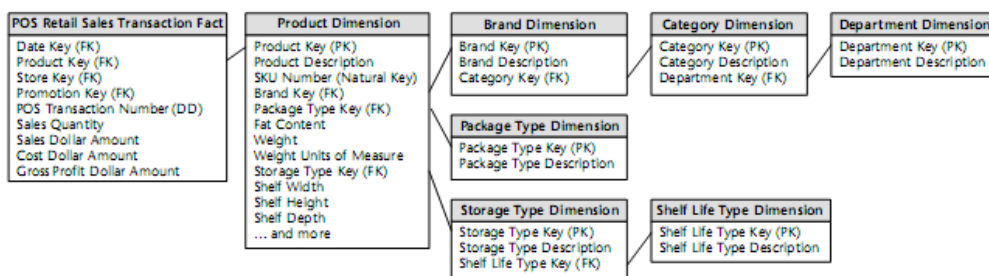 POS Retail Sales Transaction Fact
Date Key (FK)
Product Key (FK)
Store Key (FK)
Promotion Key (FK)
POS Transaction Number (DD)
Sales Quantity
Sales Dollar Amount
Cost Dollar Amount
Gross Profit Dollar Amount
Product Dimension
Product Key (PK)
Product Description
SKU Number (Natural Key)
Brand Key (FK)
Package Type Key (FK)
Fat Content
Weight
Weight Units of Measure
Storage Type Key (FK)
Shelf Width
Shelf Height
Shelf Depth
... and more
Brand Dimension
Brand Key (PK)
Brand Description
Category Key (FK)
Category Dimension
Category Key (PK)
Category Description
Department Key (FK)
Department Dimension
Department Key (PK)
Department Description
Package Type Dimension
Package Type Key (PK)
Package Type Description
Storage Type Dimension
Storage Type Key (PK)
Storage Type Description
Shelf Life Type Key (FK)
Shelf Life Type Dimension
Shelf Life Type Key (PK)
Shelf Life Type Description